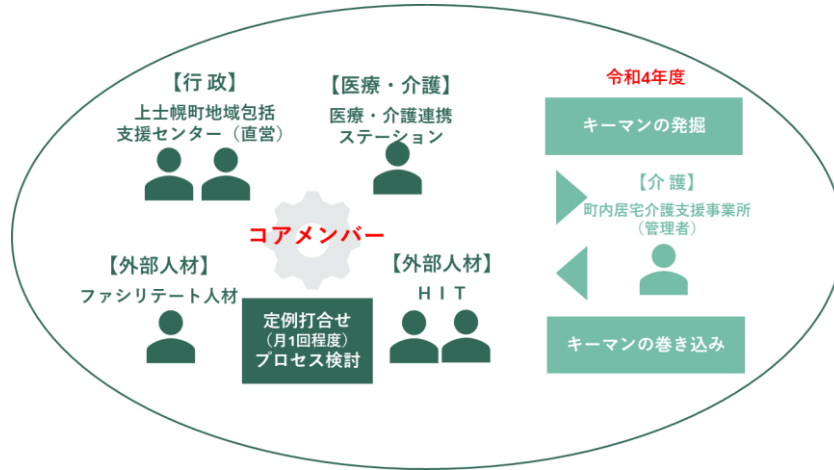 【行 政】
上士幌町地域包括
支援センター（直営）
【医療・介護】
医療・介護連携
ステーション
コアメンバー
【外部人材】
ファシリテート人材
【外部人材】
ＨＩＴ
定例打合せ
（月1回程度）
プロセス検討
令和4年度
キーマンの発掘
【介 護】
町内居宅介護支援事業所
（管理者）
キーマンの巻き込み